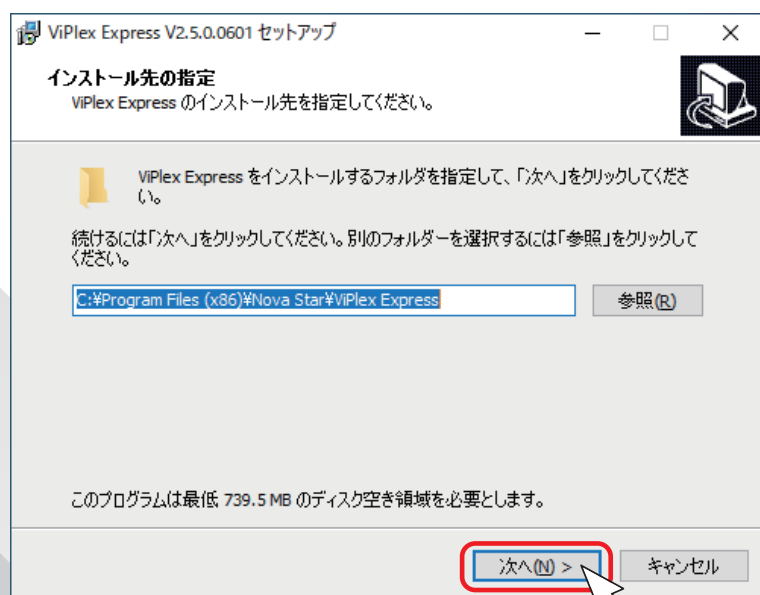 ViPlex Express V2.5.0.0601 セットアップ
インストール先の指定
ViPlex Express のインストール先を指定してください。
ViPlex Express をインストールするフォルダを指定して、「次へ」をクリックしてくださ
い。
続けるには「次へ」をクリックしてください。別のフォルダーを選択するには「参照」をクリックして
ください。
C:¥Program Files (x86)¥Nova Star¥ViPlex Express
参照(R)
このプログラムは最低 739.5 MB のディスク空き領域を必要とします。
次へ(N) >
キャンセル